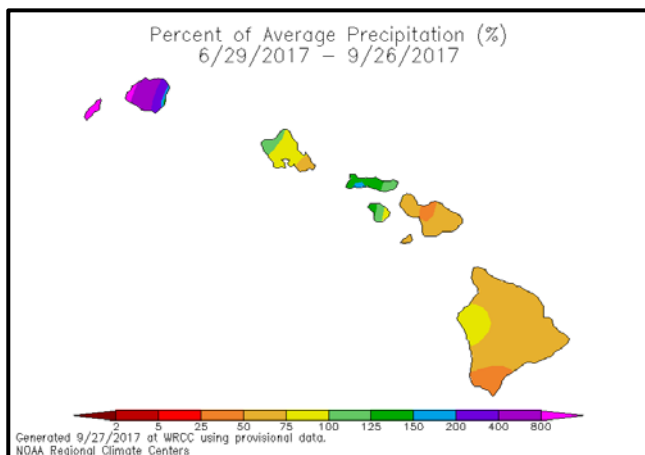 Percent of Average Precipitation (%)
6/29/2017 – 9/26/2017
2 5 25 50 75 100 125 150 200 400 800
Generated 9/27/2017 at WRCC using provisional data.
NOAA Regional Climate Centers